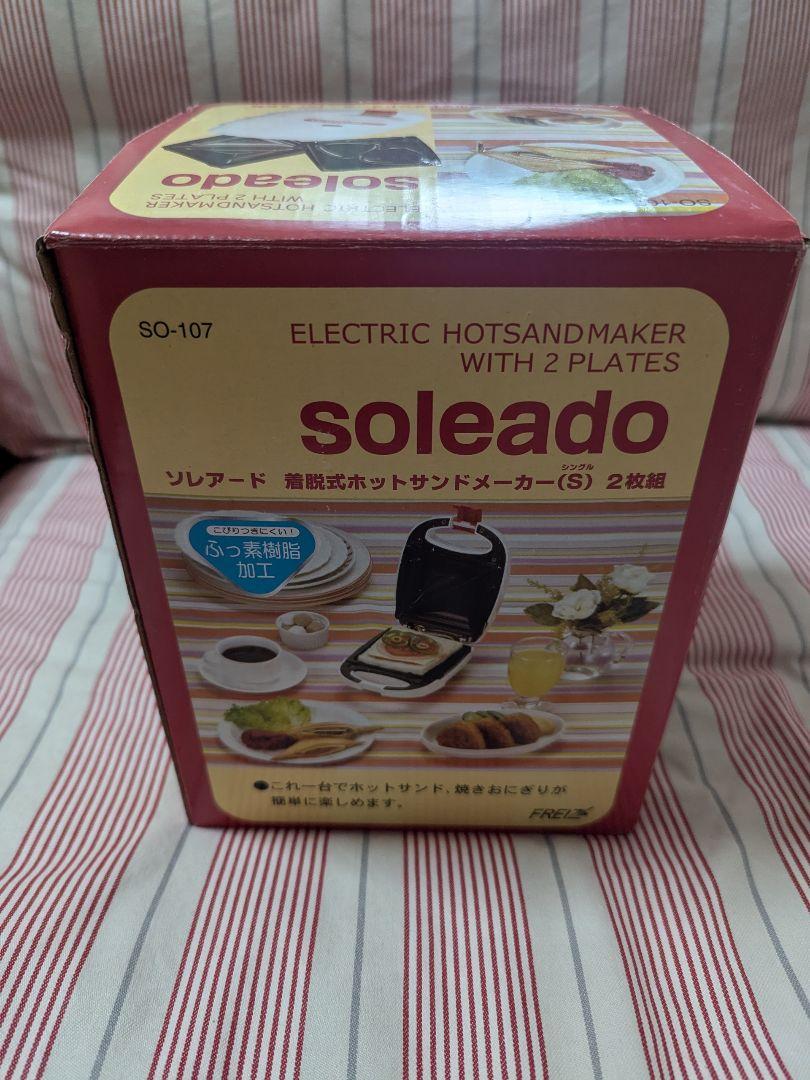 soleado
ELECTRIC HOTSANDMAKER
WITH 2 PLATES
SO-10
SO-107
ELECTRIC HOTSANDMAKER
WITH 2 PLATES
soleado
シングル
ソレアード 着脱式ホットサンドメーカー(S) 2枚組
こびりつきにくい!
ふっ素樹脂
加工
●これ一台でホットサンド、焼きおにぎりが
簡単に楽しめます。
FREIZ